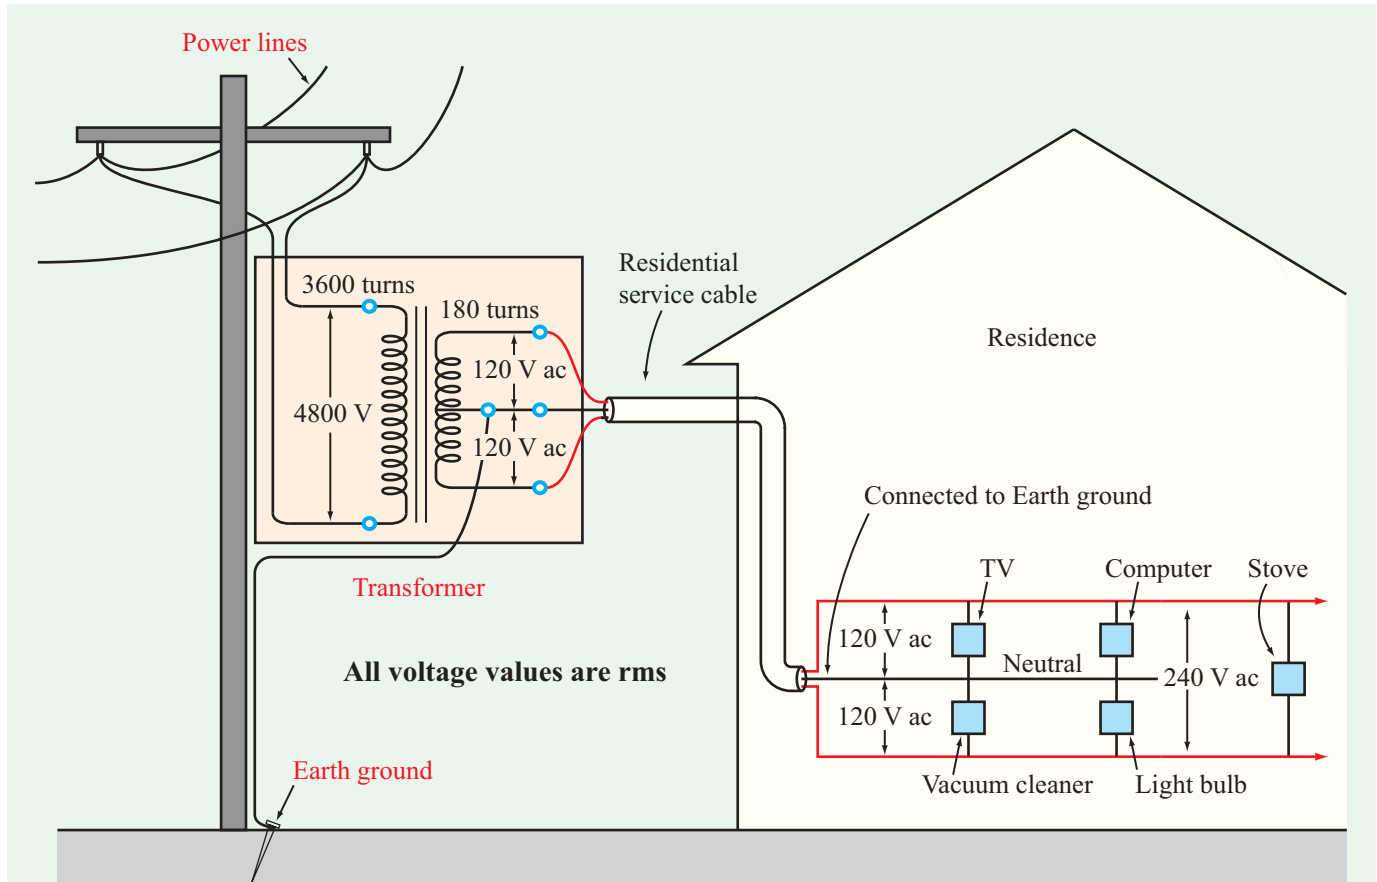 Power lines
3600 turns
180 turns
4800 V
120 V ac
120 V ac
Transformer
Residential
service cable
Residence
Connected to Earth ground
TV
Computer
Stove
120 V ac
Neutral
240 V ac
120 V ac
Vacuum cleaner
Light bulb
All voltage values are rms
Earth ground